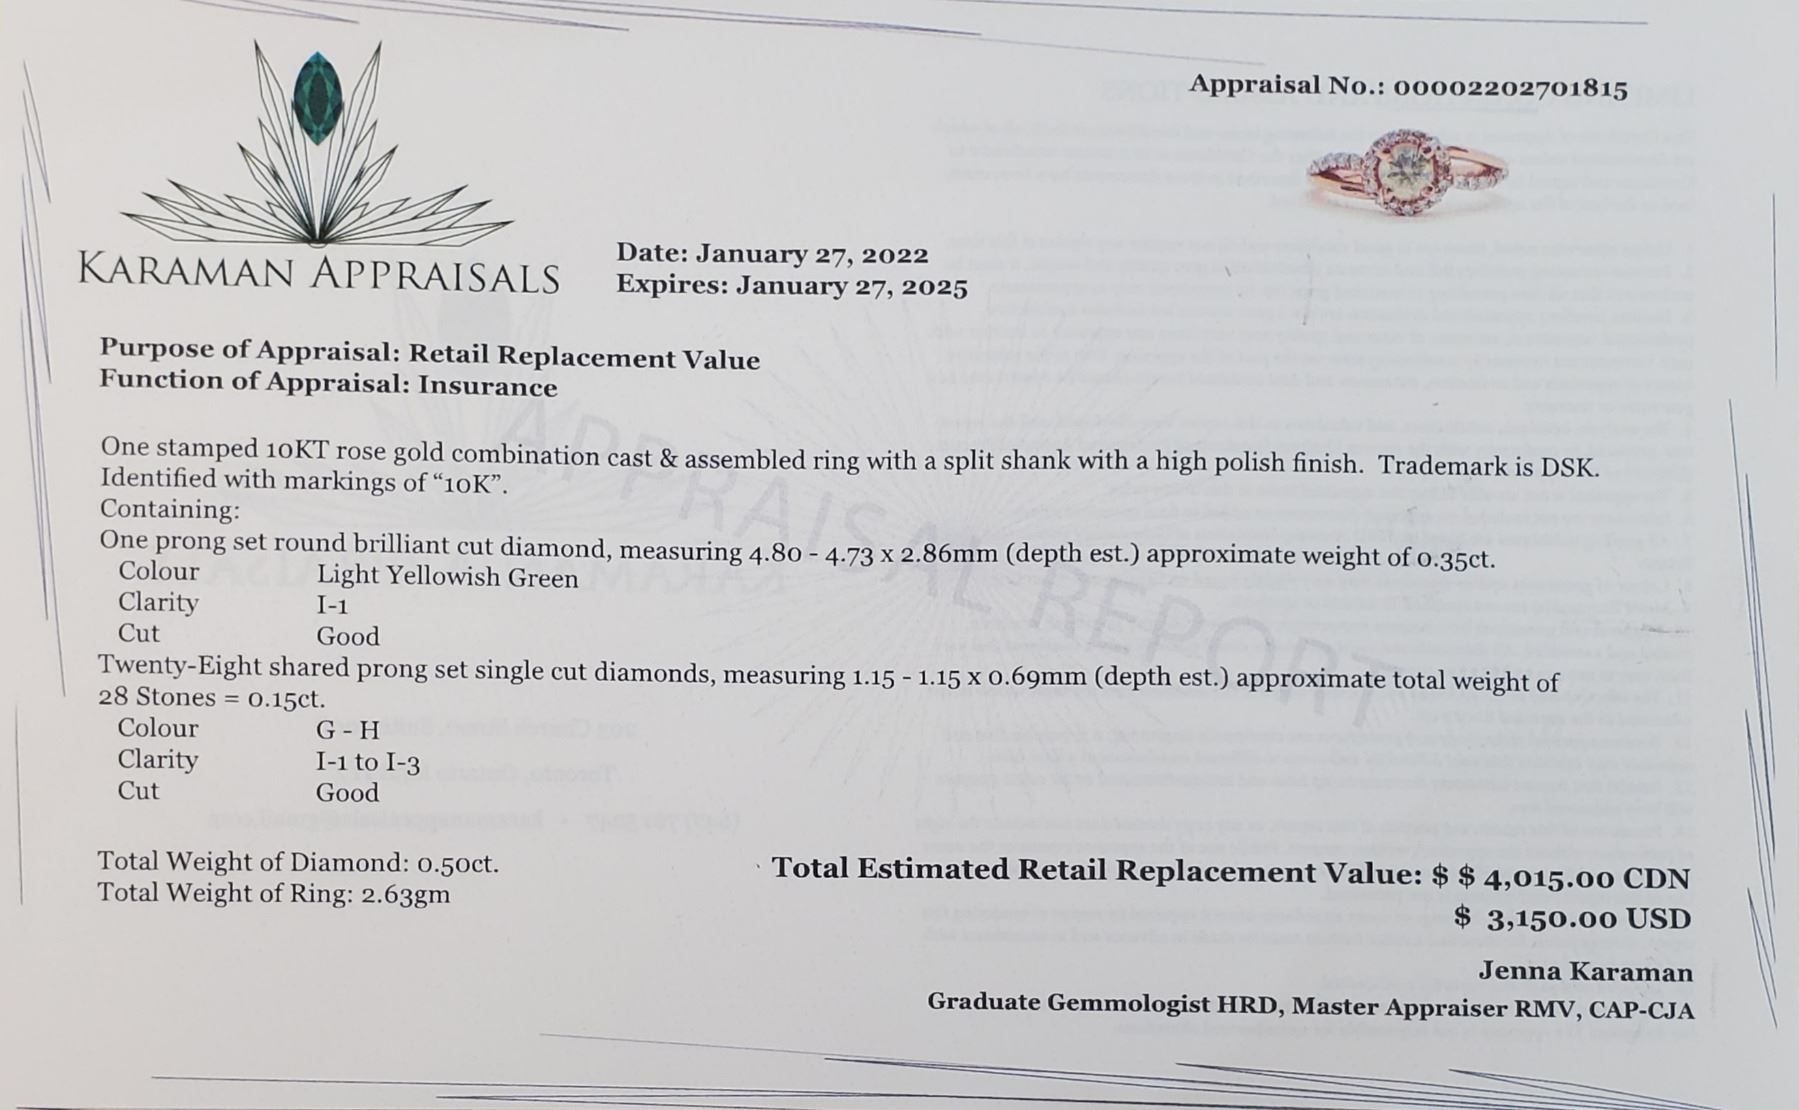 Appraisal No.: 00002202701815
KARAMAN APPRAISALS
Date: January 27, 2022
Expires: January 27, 2025
Purpose of Appraisal: Retail Replacement Value
Function of Appraisal: Insurance
One stamped 10KT rose gold combination cast & assembled ring with a split shank with a high polish finish. Trademark is DSK.
Identified with markings of “10K”.
Containing:
One prong set round brilliant cut diamond, measuring 4.80 - 4.73 x 2.86mm (depth est.) approximate weight of 0.35ct.
Colour Light Yellowish Green
Clarity I-1
Cut Good
Twenty-Eight shared prong set single cut diamonds, measuring 1.15 - 1.15 x 0.69mm (depth est.) approximate total weight of
28 Stones = 0.15ct.
Colour G - H
Clarity I-1 to I-3
Cut Good
APPRAISAL REPORT
Total Weight of Diamond: 0.50ct.
Total Weight of Ring: 2.63gm
Total Estimated Retail Replacement Value: $ $ 4,015.00 CDN
$ 3,150.00 USD
Jenna Karaman
Graduate Gemmologist HRD, Master Appraiser RMV, CAP-CJA